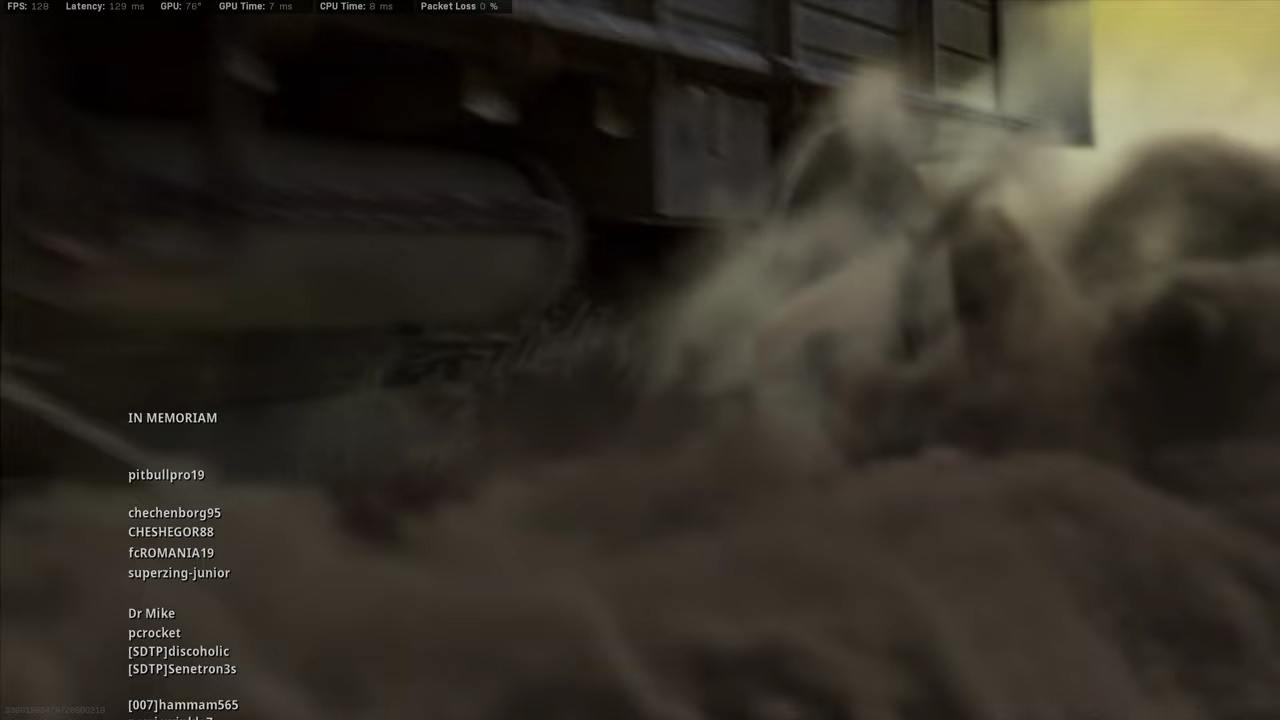 FPS: 128 Latency: 129 ms GPU: 76° GPU Time: 7 ms CPU Time: 8 ms Packet Loss 0 %
IN MEMORIAM
pitbullpro19
chechenborg95
CHESHEGOR88
fcROMANIA19
superzing-junior
Dr Mike
pcrocket
[SDTP]discoholic
[SDTP]Senetron3s
[007]hammam565